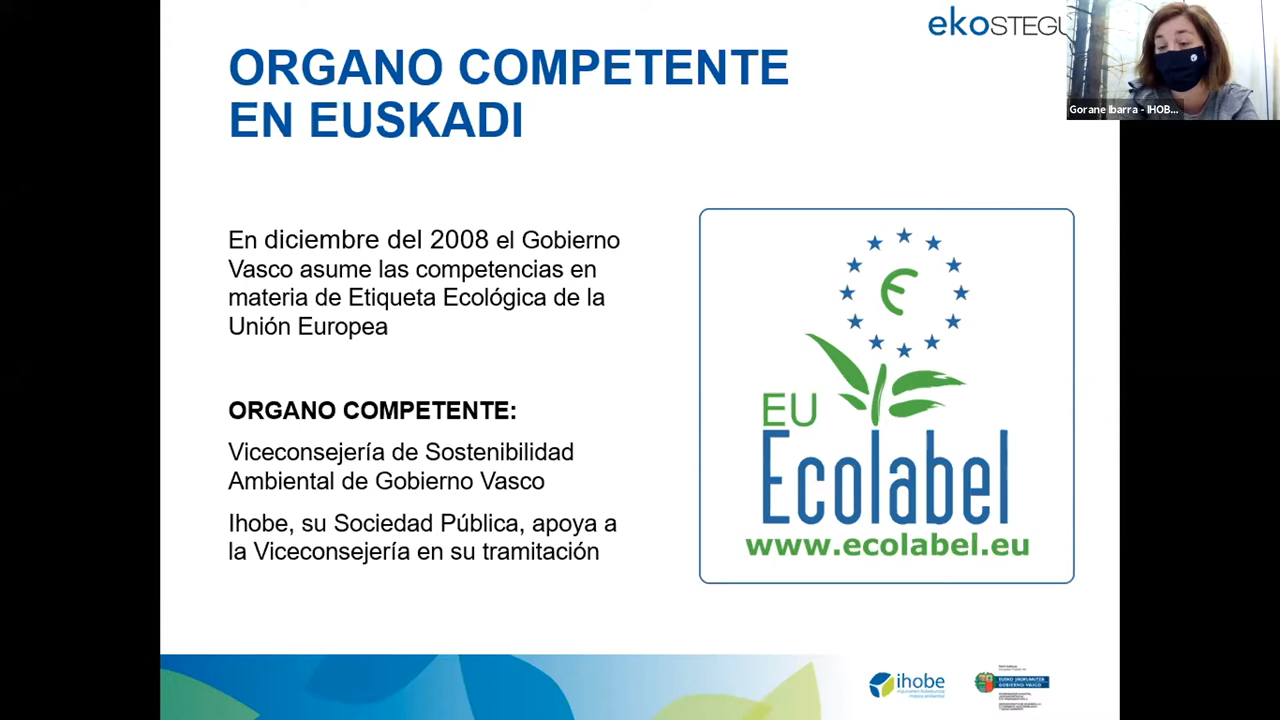 ekoSTEGU
ORGANO COMPETENTE
EN EUSKADI
Gorane Ibarra - IHOB...
En diciembre del 2008 el Gobierno
Vasco asume las competencias en
materia de Etiqueta Ecológica de la
Unión Europea
ORGANO COMPETENTE:
Viceconsejería de Sostenibilidad
Ambiental de Gobierno Vasco
Ihobe, su Sociedad Pública, apoya a
la Viceconsejería en su tramitación
EU
Ecolabel
www.ecolabel.eu
ihobe
EUSKO JAURLARITZA
GOBIERNO VASCO